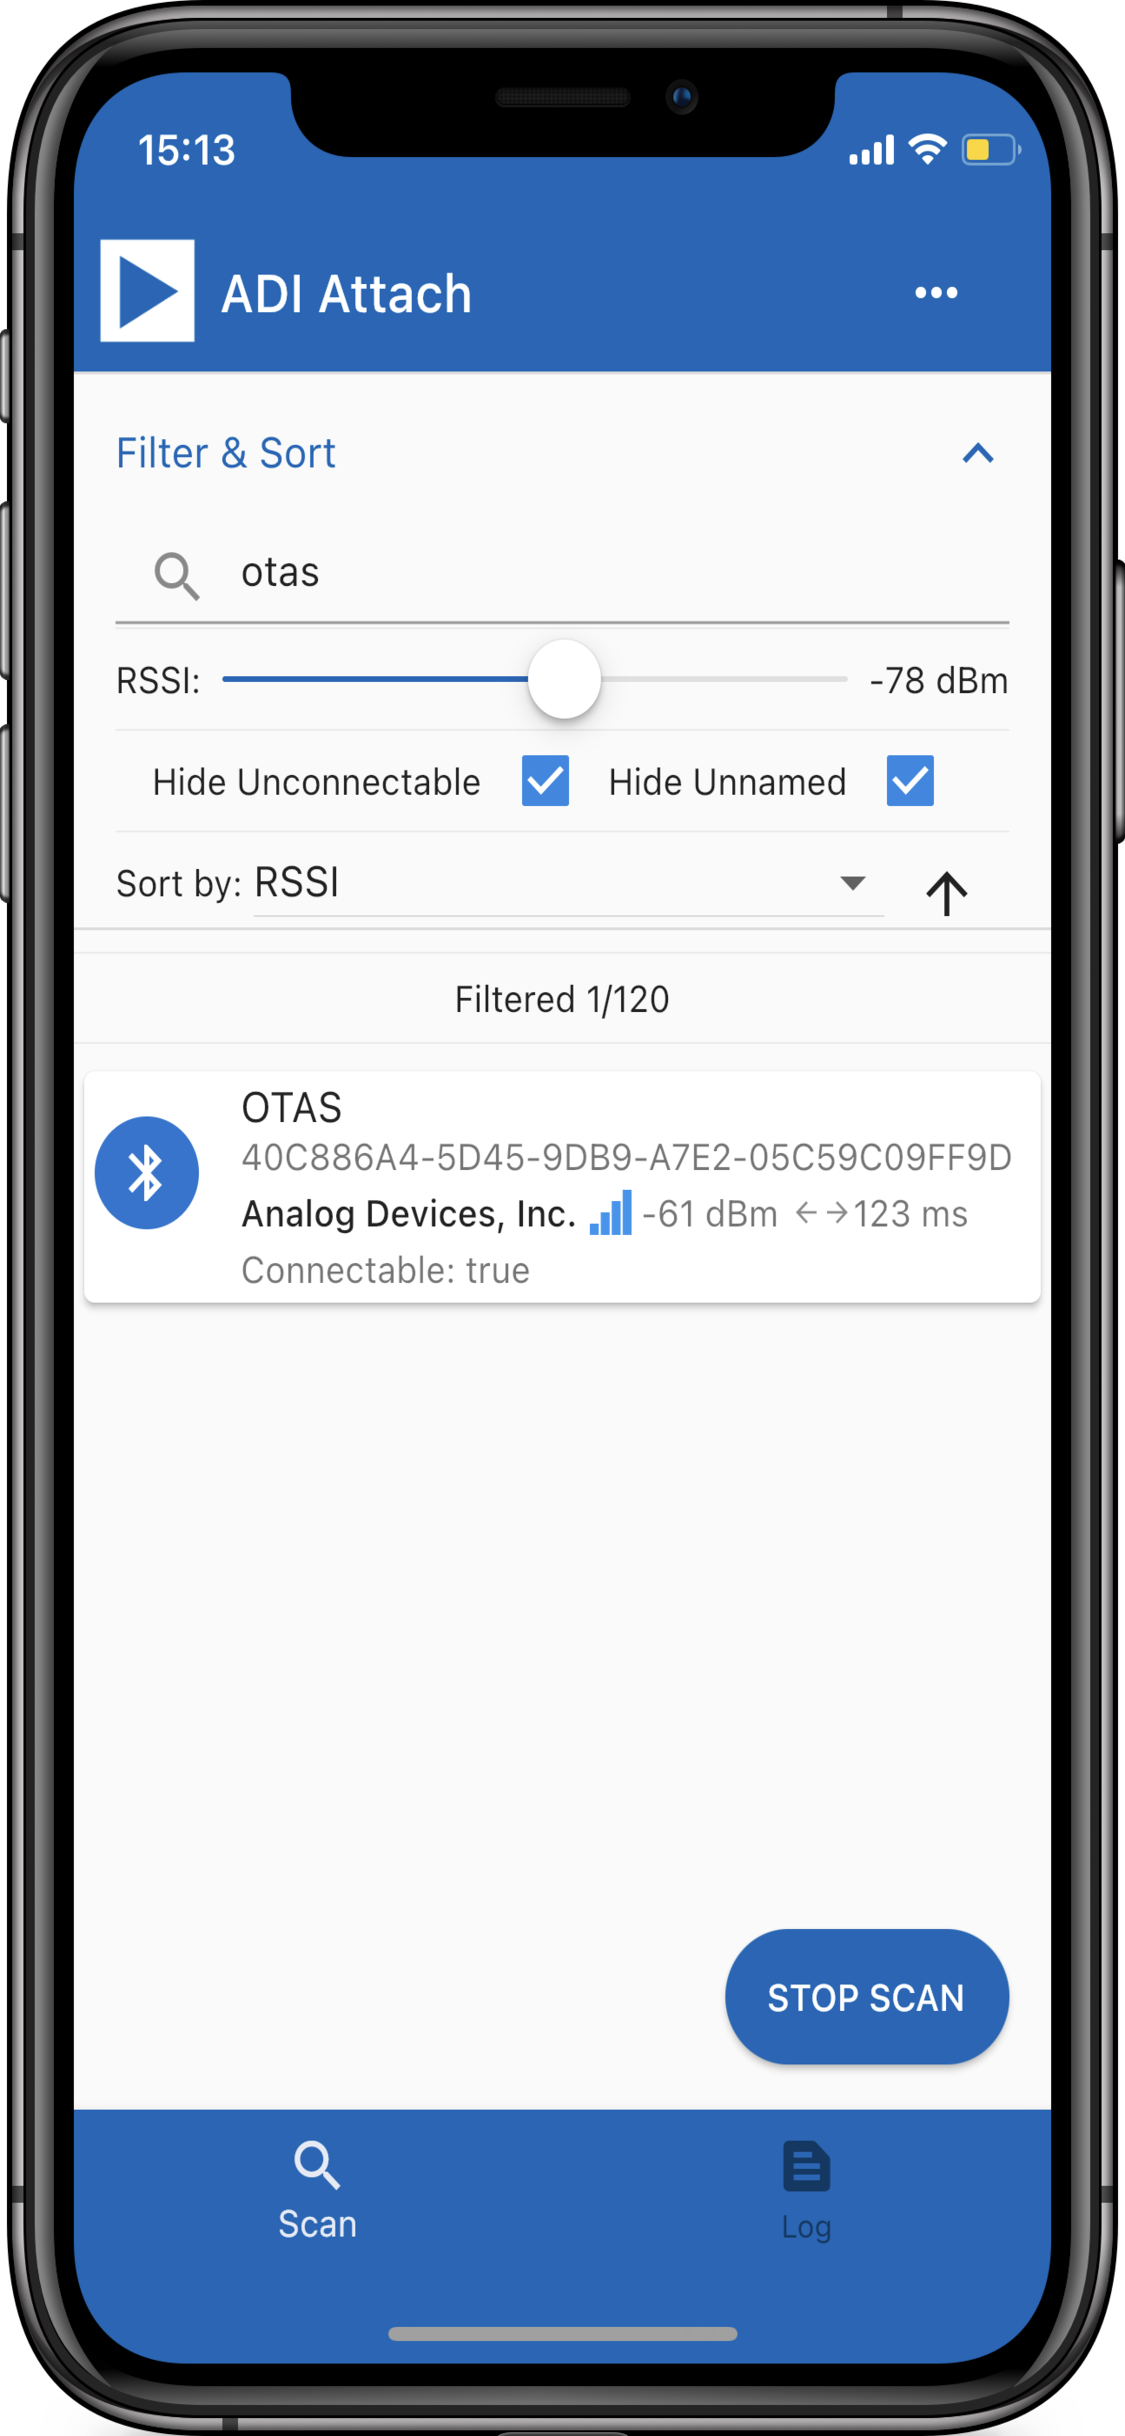 15:13
ADI Attach
Filter & Sort
otas
RSSI: -78 dBm
Hide Unconnectable Hide Unnamed
Sort by: RSSI
Filtered 1/120
OTAS
40C886A4-5D45-9DB9-A7E2-05C59C09FF9D
Analog Devices, Inc. -61 dBm ←→123 ms
Connectable: true
STOP SCAN
Scan Log